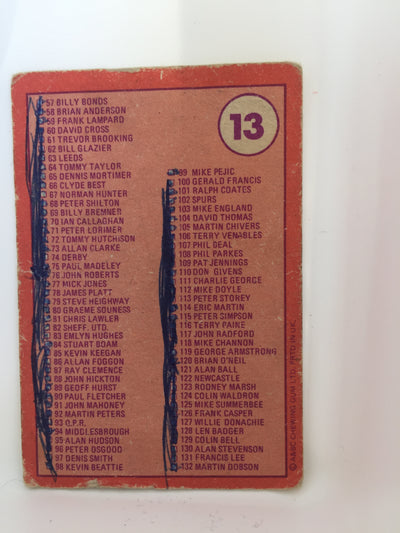 13
57 BILLY BONDS
58 BRIAN ANDERSON
59 FRANK LAMPARD
60 DAVID CROSS
61 TREVOR BROOKING
62 BILL GLAZIER
63 LEEDS
64 TOMMY TAYLOR
65 DENNIS MORTIMER
66 CLYDE BEST
67 NORMAN HUNTER
68 PETER SHILTON
69 BILLY BREMNER
70 IAN CALLAGHAN
71 PETER LORIMER
72 TOMMY HUTCHISON
73 ALLAN CLARKE
74 DERBY
75 PAUL MADELEY
76 JOHN ROBERTS
77 MICK JONES
78 JAMES PLATT
79 STEVE HEIGHWAY
80 GRAEME SOUNESS
81 CHRIS LAWLER
82 SHEFF. UTD.
83 EMLYN HUGHES
84 STUART BOAM
85 KEVIN KEEGAN
86 ALLAN FOGGON
87 RAY CLEMENCE
88 JOHN HICKTON
89 GEOFF HURST
90 PAUL FLETCHER
91 JOHN MAHONEY
92 MARTIN PETERS
93 Q.P.R.
94 MIDDLESBROUGH
95 ALAN HUDSON
96 PETER OSGOOD
97 DENIS SMITH
98 KEVIN BEATTIE
99 MIKE PEJIC
100 GERALD FRANCIS
101 RALPH COATES
102 SPURS
103 MIKE ENGLAND
104 DAVID THOMAS
105 MARTIN CHIVERS
106 TERRY VENABLES
107 PHIL BEAL
108 PHIL PARKES
109 PAT JENNINGS
110 DON GIVENS
111 CHARLIE GEORGE
112 MIKE DOYLE
113 PETER STOREY
114 ERIC MARTIN
115 PETER SIMPSON
116 TERRY PAINE
117 JOHN RADFORD
118 MIKE CHANNON
119 GEORGE ARMSTRONG
120 BRIAN O'NEIL
121 ALAN BALL
122 NEWCASTLE
123 RODNEY MARSH
124 COLIN WALDRON
125 MIKE SUMMERBEE
126 FRANK CASPER
127 WILLIE DONACHIE
128 LEN BADGER
129 COLIN BELL
130 ALAN STEVENSON
131 FRANCIS LEE
132 MARTIN DOBSON
© A&BC CHEWING GUM LTD. PRTD IN U.K.